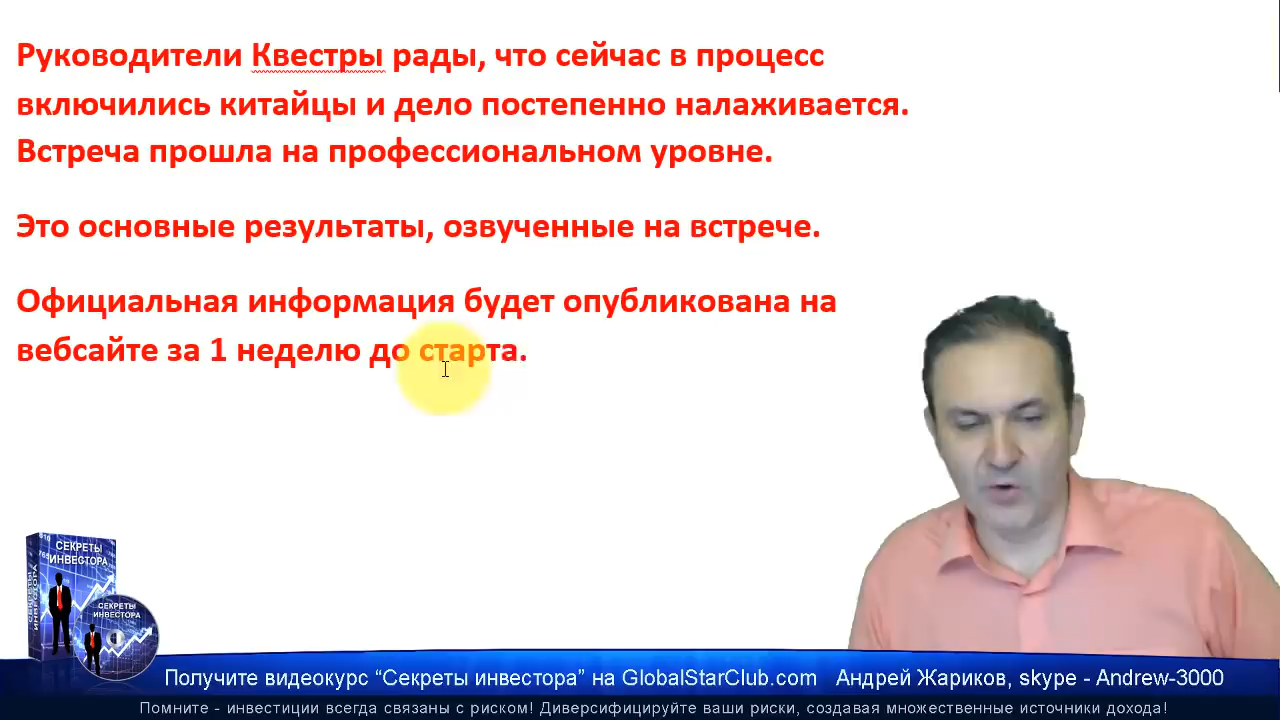 Руководители Квестры рады, что сейчас в процесс
включились китайцы и дело постепенно налаживается.
Встреча прошла на профессиональном уровне.
Это основные результаты, озвученные на встрече.
Официальная информация будет опубликована на
вебсайте за 1 неделю до старта.
СЕКРЕТЫ
ИНВЕСТОРА
СЕКРЕТЫ
ИНВЕСТОРА
СЕКРЕТЫ
ИНВЕСТОРА
Получите видеокурс “Секреты инвестора” на GlobalStarClub.com Андрей Жариков, skype - Andrew-3000
Помните - инвестиции всегда связаны с риском! Диверсифицируйте ваши риски, создавая множественные источники дохода!